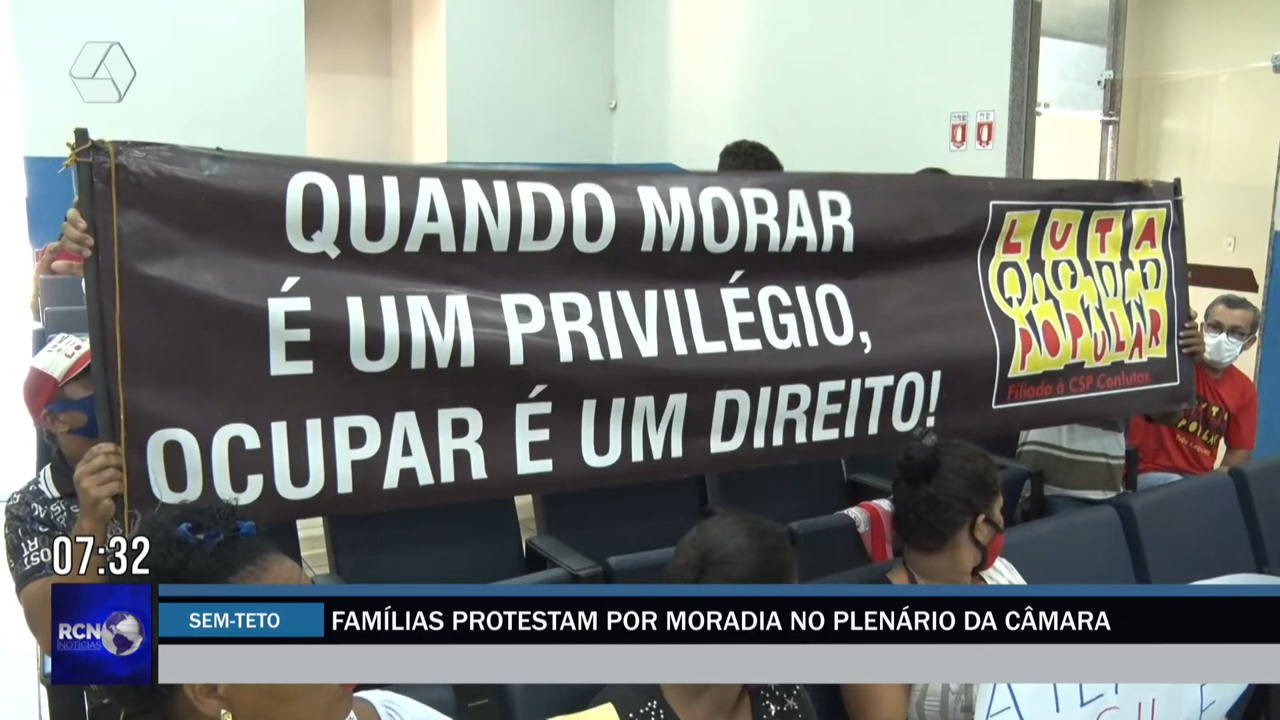 QUANDO MORAR
É UM PRIVILÉGIO,
OCUPAR É UM DIREITO!
LUTA
POPULAR
Filiado à CSP Conlutas
07:32
RCN
NOTÍCIAS
SEM-TETO
FAMÍLIAS PROTESTAM POR MORADIA NO PLENÁRIO DA CÂMARA